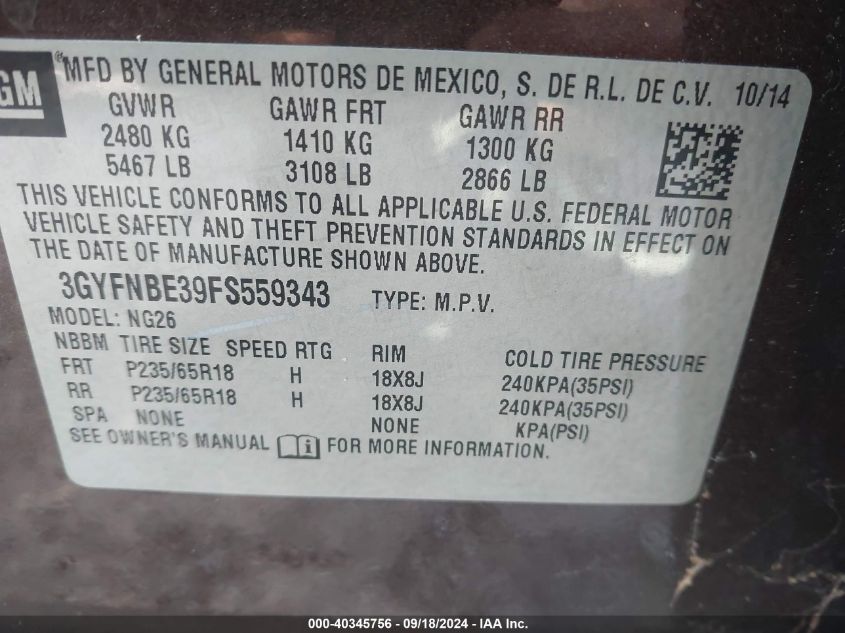 GM
® MFD BY GENERAL MOTORS DE MEXICO, S. DE R.L. DE C.V. 10/14
GVWR GAWR FRT GAWR RR
2480 KG 1410 KG 1300 KG
5467 LB 3108 LB 2866 LB
THIS VEHICLE CONFORMS TO ALL APPLICABLE U.S. FEDERAL MOTOR
VEHICLE SAFETY AND THEFT PREVENTION STANDARDS IN EFFECT ON
THE DATE OF MANUFACTURE SHOWN ABOVE.
3GYFNBE39FS559343 TYPE: M.P.V.
MODEL: NG26
NBBM TIRE SIZE SPEED RTG RIM COLD TIRE PRESSURE
FRT P235/65R18 H 18X8J 240KPA(35PSI)
RR P235/65R18 H 18X8J 240KPA(35PSI)
SPA NONE NONE KPA(PSI)
SEE OWNER'S MANUAL i FOR MORE INFORMATION.
000-40345756 - 09/18/2024 - IAA Inc.